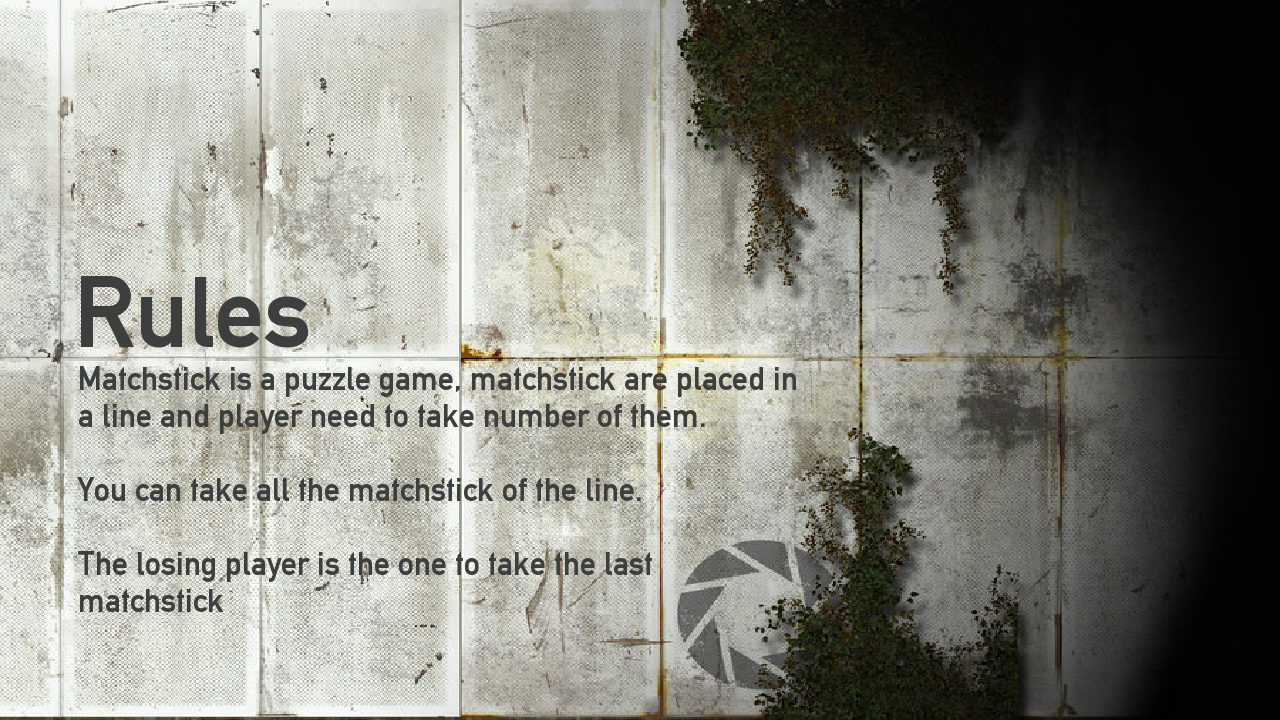 Rules
Matchstick is a puzzle game, matchstick are placed in
a line and player need to take number of them.
You can take all the matchstick of the line.
The losing player is the one to take the last
matchstick